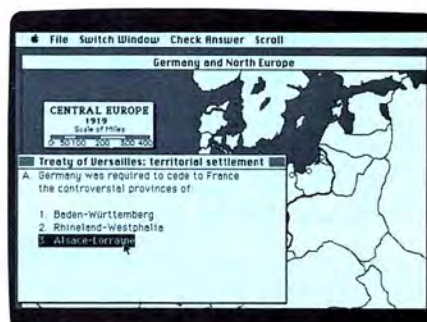 File Switch Window Check Answer Scroll
Germany and North Europe
CENTRAL EUROPE
1919
Scale of Miles
0 50 100 200 300 400
Treaty of Versailles: territorial settlement
A. Germany was required to cede to France
the controversial provinces of:
1. Baden-Württemberg
2. Rhineland-Westphalia
3. Alsace-Lorraine